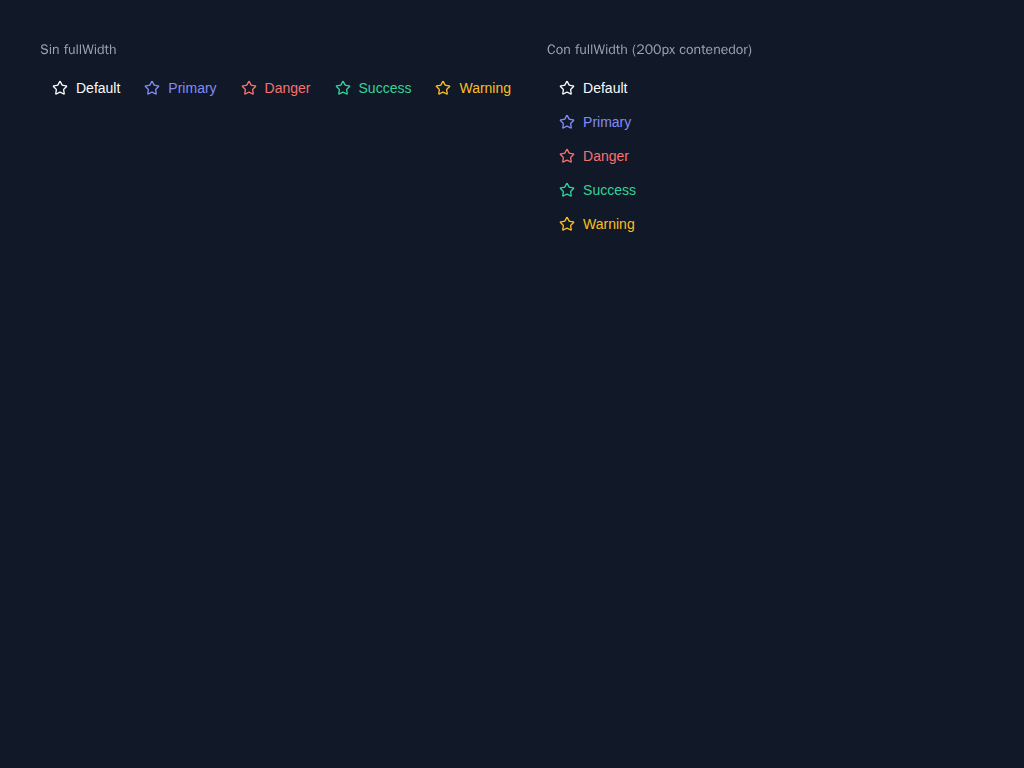 Sin fullWidth
Default Primary Danger Success Warning
Con fullWidth (200px contenedor)
Default
Primary
Danger
Success
Warning